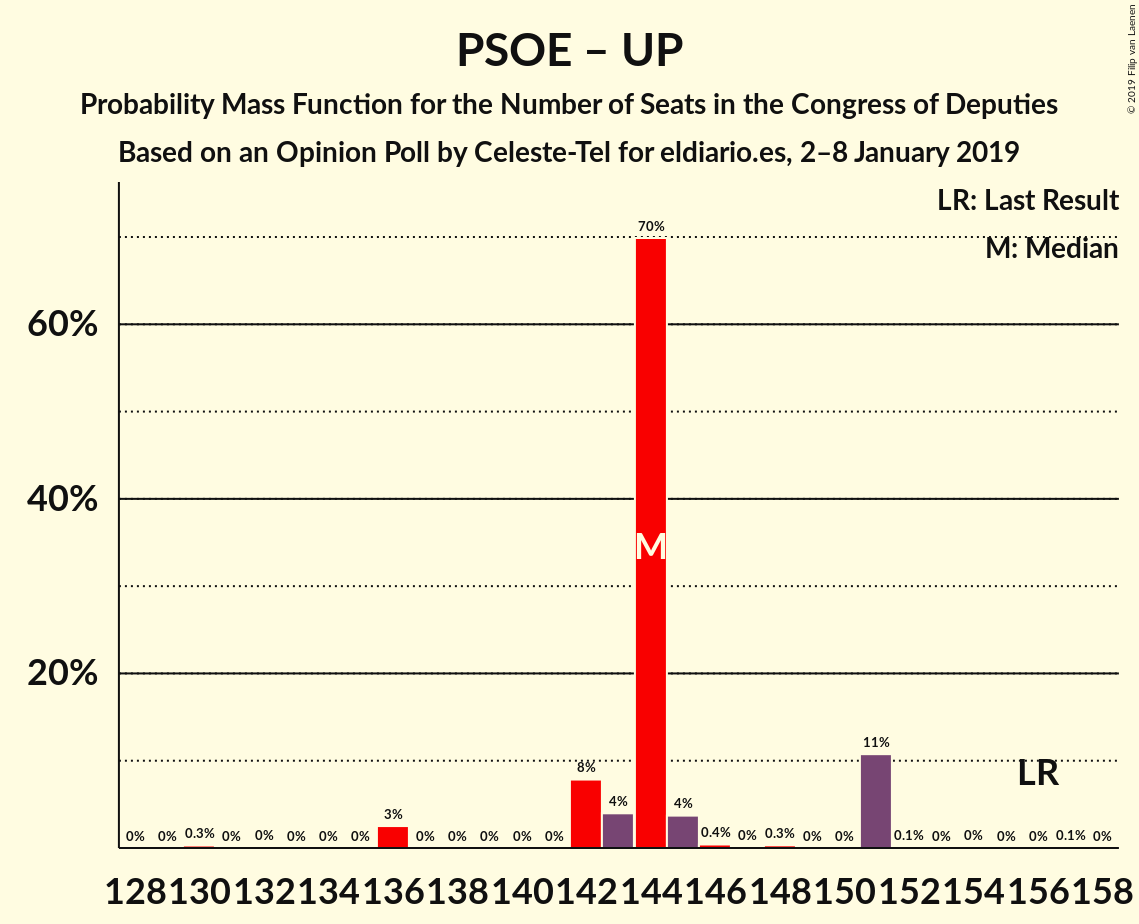 PSOE – UP
Probability Mass Function for the Number of Seats in the Congress of Deputies
Based on an Opinion Poll by Celeste-Tel for eldiario.es, 2–8 January 2019
© 2019 Filip van Laenen
LR: Last Result
M: Median
60%
40%
20%
0% 0% 0.3% 0% 0% 0% 0% 0% 3% 0% 0% 0% 0% 0% 8% 4% 70% 4% 0.4% 0% 0.3% 0% 0% 11% 0.1% 0% 0% 0% 0% 0.1% 0%
M
LR
128 130 132 134 136 138 140 142 144 146 148 150 152 154 156 158